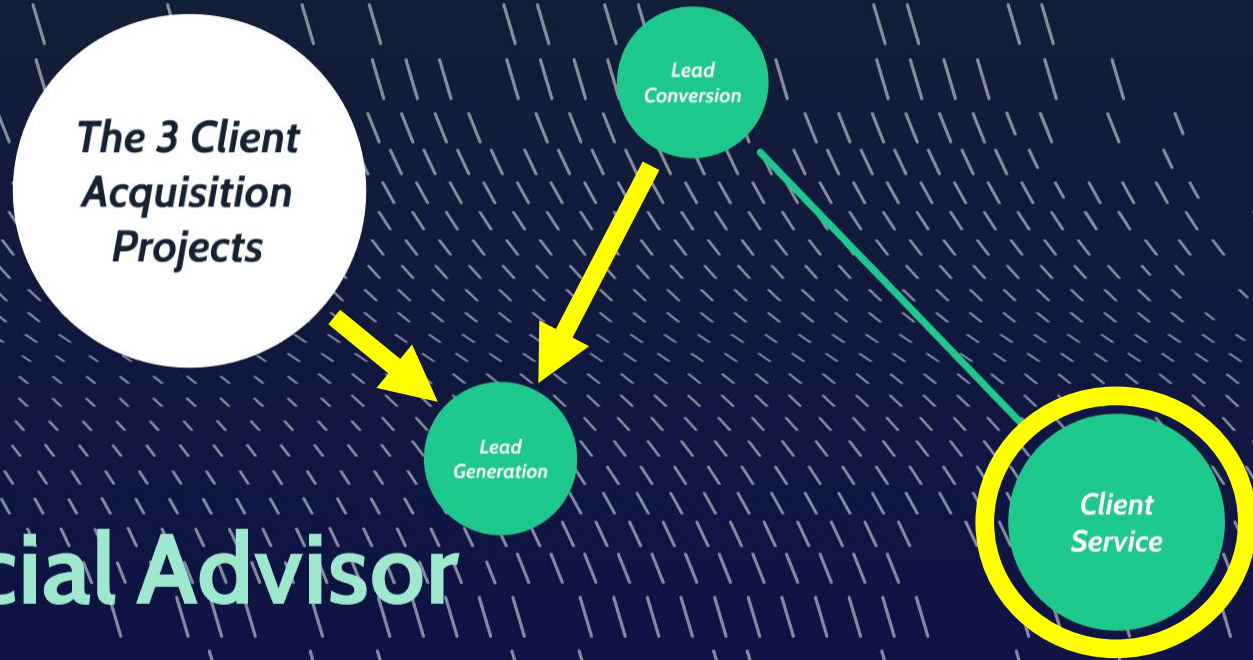 The 3 Client
Acquisition
Projects
Lead
Conversion
Lead
Generation
Client
Service
cial Advisor